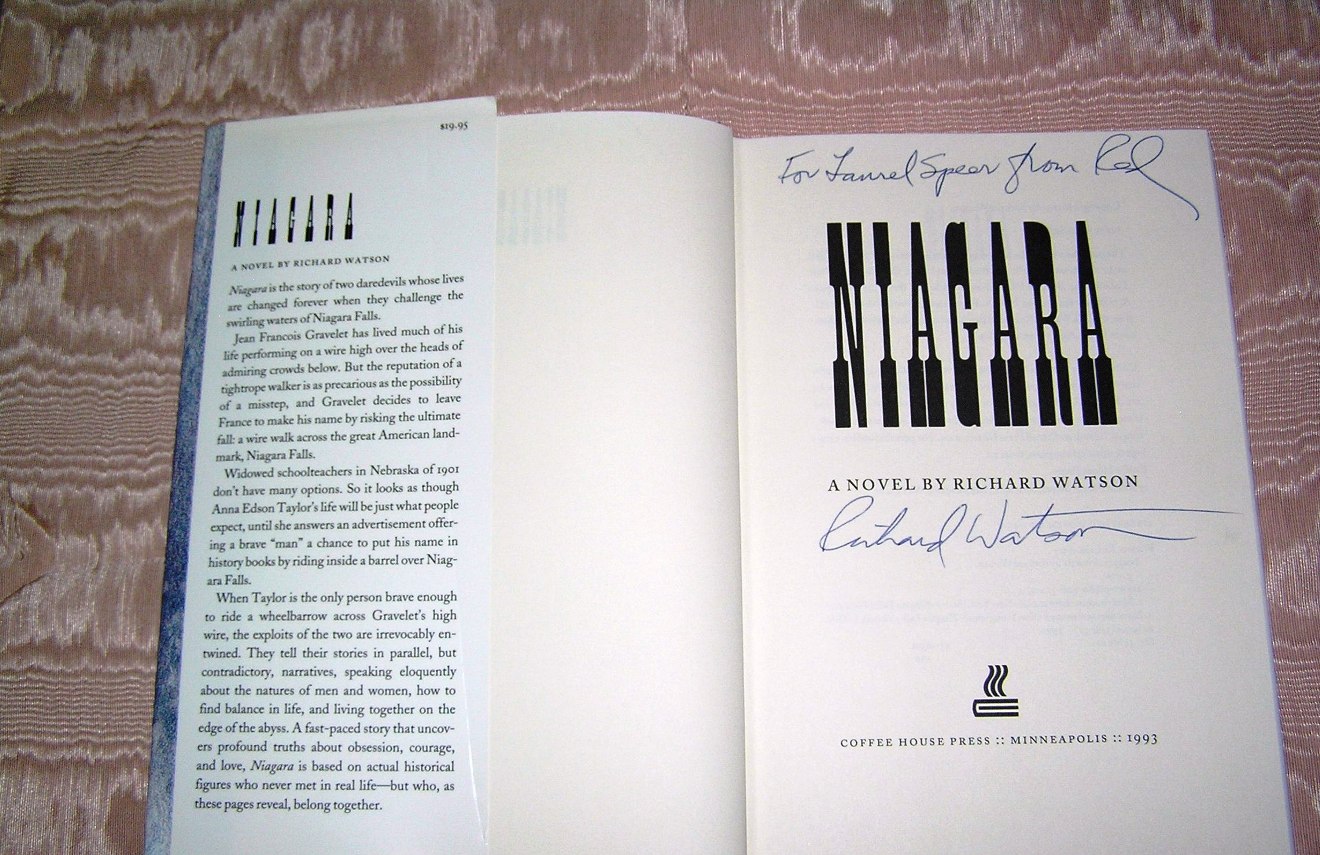 $19.95
NIAGARA
A NOVEL BY RICHARD WATSON
Niagara is the story of two daredevils whose lives
are changed forever when they challenge the
swirling waters of Niagara Falls.
Jean Francois Gravelet has lived much of his
life performing on a wire high over the heads of
admiring crowds below. But the reputation of a
tightrope walker is as precarious as the possibility
of a misstep, and Gravelet decides to leave
France to make his name by risking the ultimate
fall: a wire walk across the great American land-
mark, Niagara Falls.
Widowed schoolteachers in Nebraska of 1901
don't have many options. So it looks as though
Anna Edson Taylor's life will be just what people
expect, until she answers an advertisement offer-
ing a brave “man” a chance to put his name in
history books by riding inside a barrel over Niag-
ara Falls.
When Taylor is the only person brave enough
to ride a wheelbarrow across Gravelet's high
wire, the exploits of the two are irrevocably en-
twined. They tell their stories in parallel, but
contradictory, narratives, speaking eloquently
about the natures of men and women, how to
find balance in life, and living together on the
edge of the abyss. A fast-paced story that uncov-
ers profound truths about obsession, courage,
and love, Niagara is based on actual historical
figures who never met in real life—but who, as
these pages reveal, belong together.
For Laurel Speer from Red
NIAGARA
A NOVEL BY RICHARD WATSON
Richard Watson
COFFEE HOUSE PRESS :: MINNEAPOLIS :: 1993